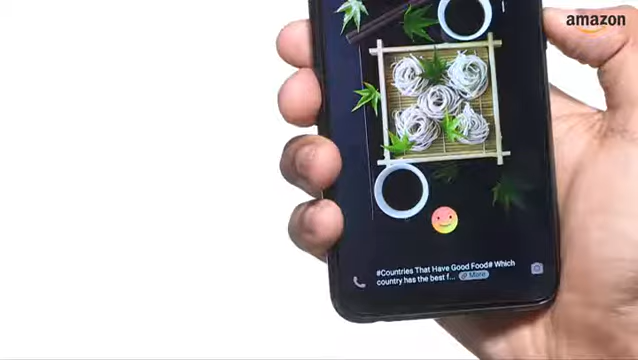 amazon
#Countries That Have Good Food# Which
country has the best f... More